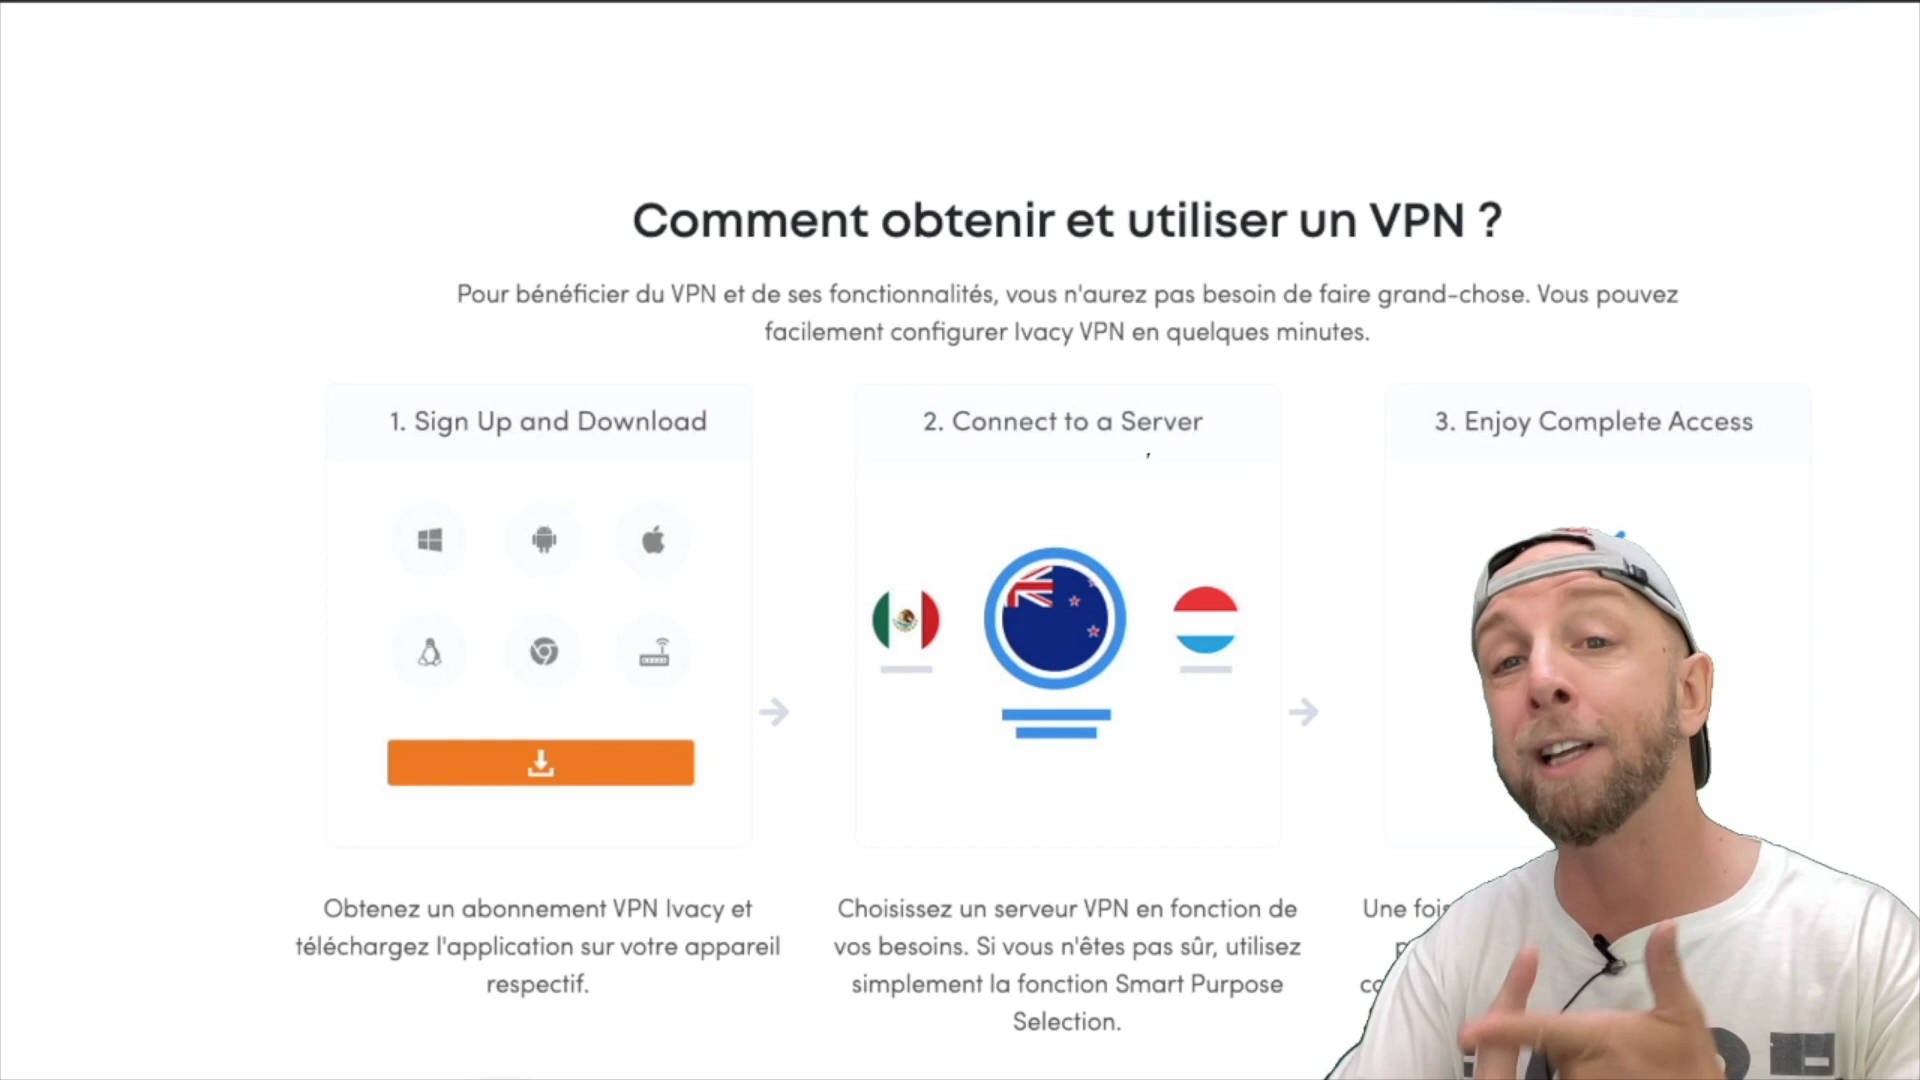 Comment obtenir et utiliser un VPN ?
Pour bénéficier du VPN et de ses fonctionnalités, vous n'aurez pas besoin de faire grand-chose. Vous pouvez
facilement configurer Ivacy VPN en quelques minutes.
1. Sign Up and Download
2. Connect to a Server
3. Enjoy Complete Access
Obtenez un abonnement VPN Ivacy et
téléchargez l'application sur votre appareil
respectif.
Choisissez un serveur VPN en fonction de
vos besoins. Si vous n'êtes pas sûr, utilisez
simplement la fonction Smart Purpose
Selection.
Une fois